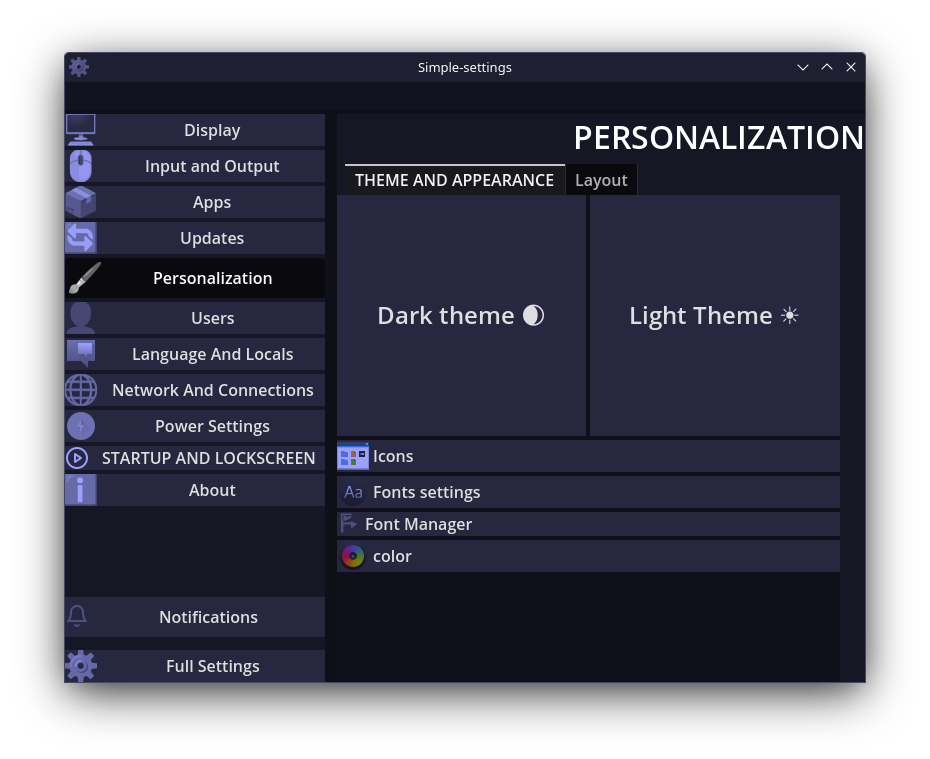 Simple-settings
Display
Input and Output
Apps
Updates
Personalization
Users
Language And Locals
Network And Connections
Power Settings
STARTUP AND LOCKSCREEN
About
Notifications
Full Settings
PERSONALIZATION
THEME AND APPEARANCE
Layout
Dark theme
Light Theme
Icons
Aa Fonts settings
Font Manager
color